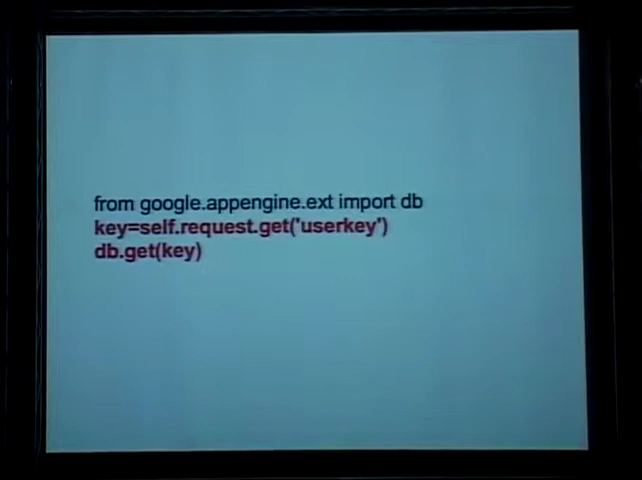 from google.appengine.ext import db
key=self.request.get('userkey')
db.get(key)